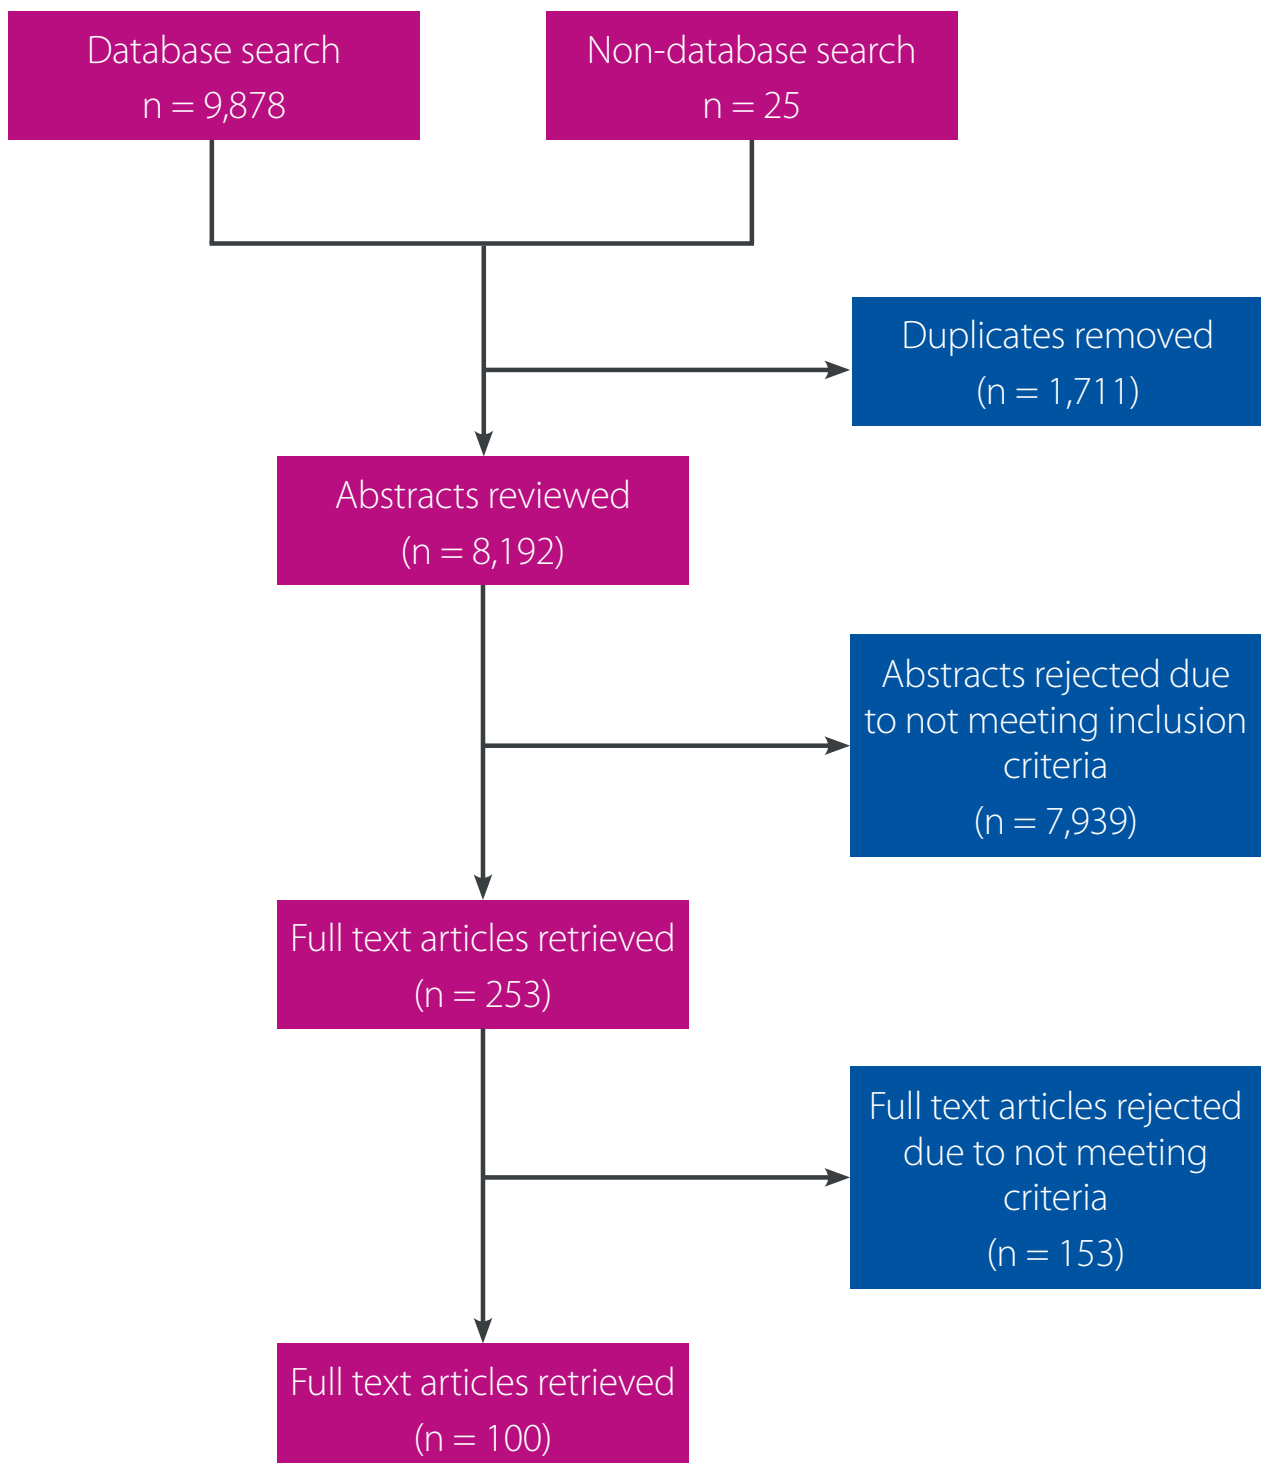 Database search
n = 9,878
Non-database search
n = 25
Duplicates removed
(n = 1,711)
Abstracts reviewed
(n = 8,192)
Abstracts rejected due
to not meeting inclusion
criteria
(n = 7,939)
Full text articles retrieved
(n = 253)
Full text articles rejected
due to not meeting
criteria
(n = 153)
Full text articles retrieved
(n = 100)